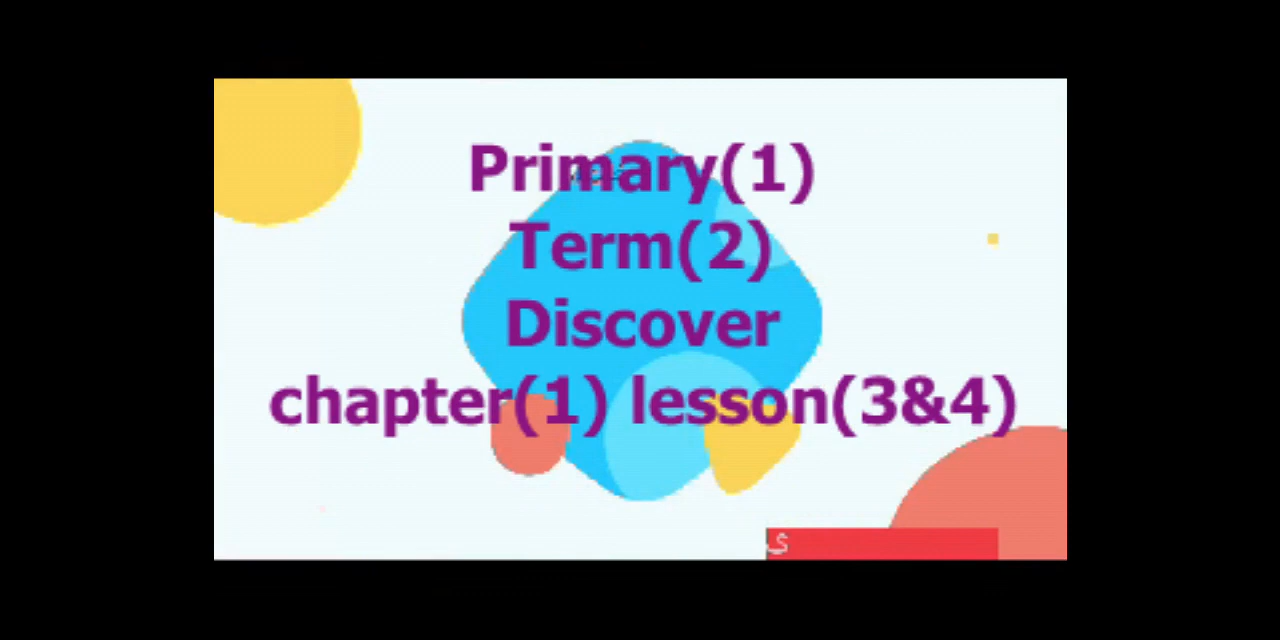 Primary(1)
Term(2)
Discover
chapter(1) lesson(3&4)